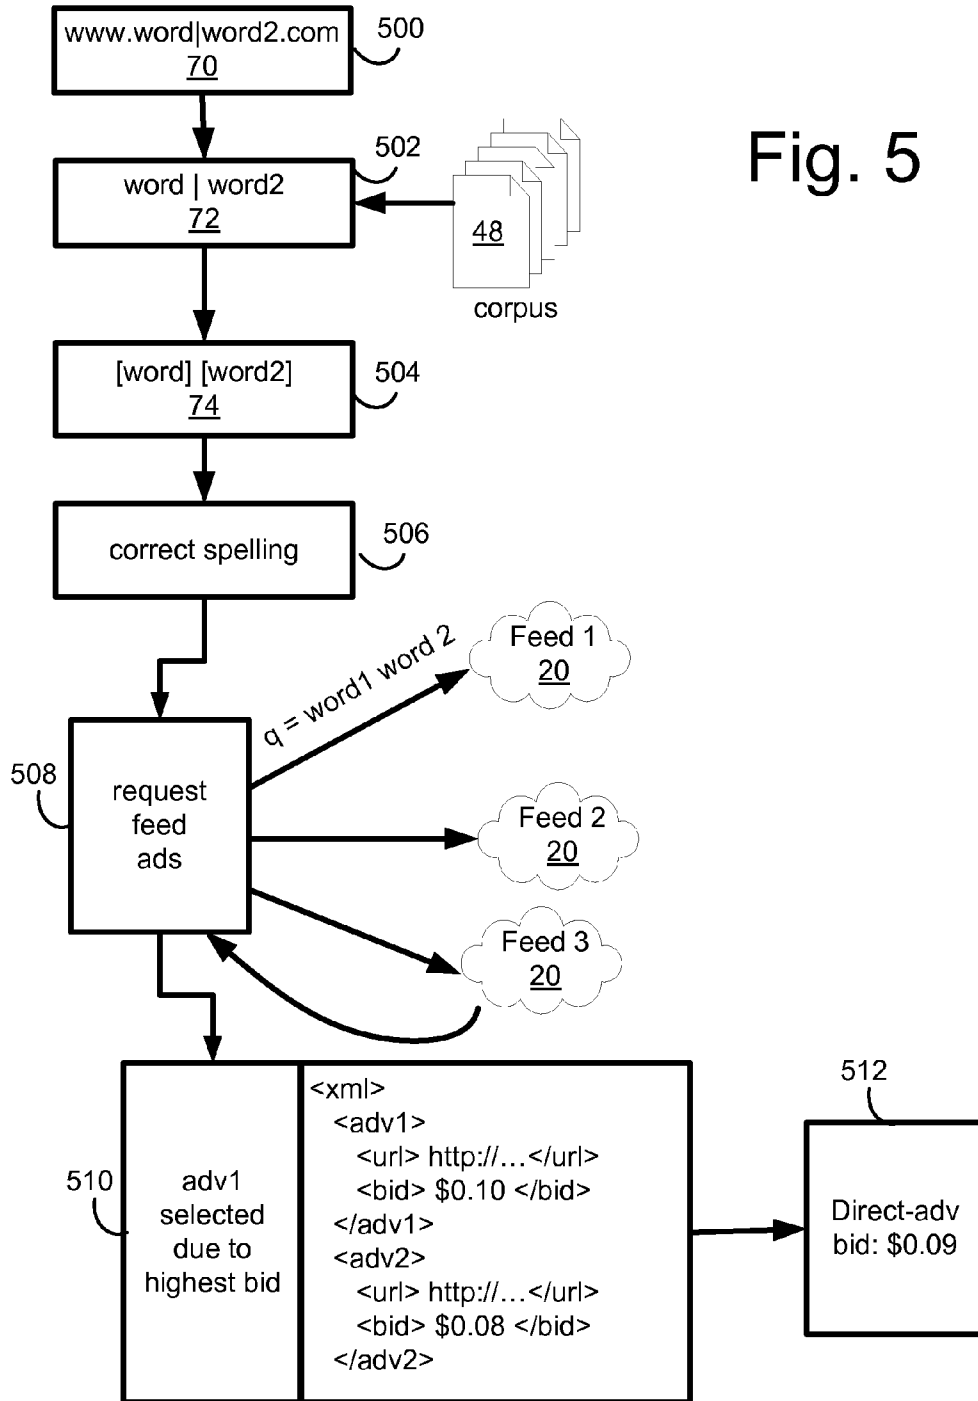 www.word|word2.com
70
500
Fig. 5
502
word | word2
72
48
corpus
[word] [word2]
74
504
correct spelling
506
q = word1 word 2
Feed 1
20
508
request
feed
ads
Feed 2
20
Feed 3
20
510
adv1
selected
due to
highest bid
<xml>
<adv1>
<url> http://... </url>
<bid> $0.10 </bid>
</adv1>
<adv2>
<url> http://... </url>
<bid> $0.08 </bid>
</adv2>
512
Direct-adv
bid: $0.09